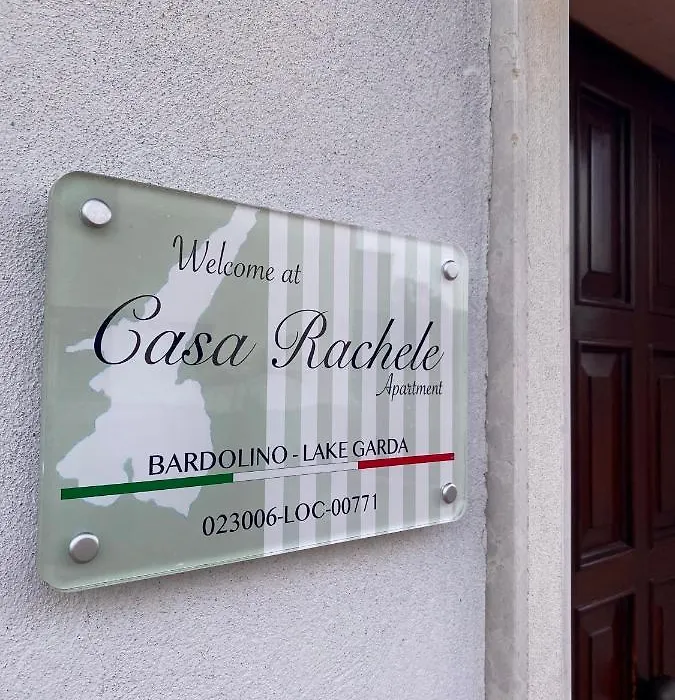 Welcome at
Casa Rachele
Apartment
BARDOLINO - LAKE GARDA
023006-LOC-00771